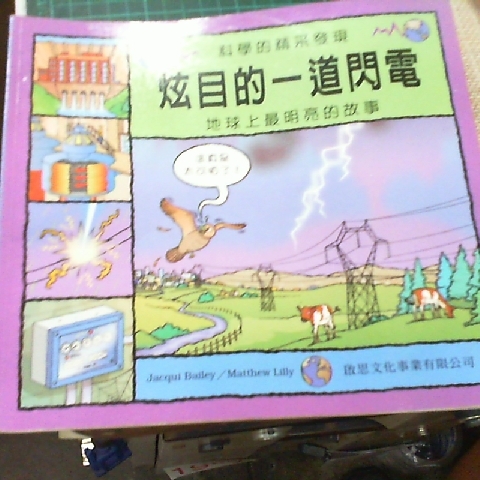 科學的精采發現
炫目的一道閃電
地球上最明亮的故事
Jacqui Bailey／Matthew Lilly
啟思文化事業有限公司